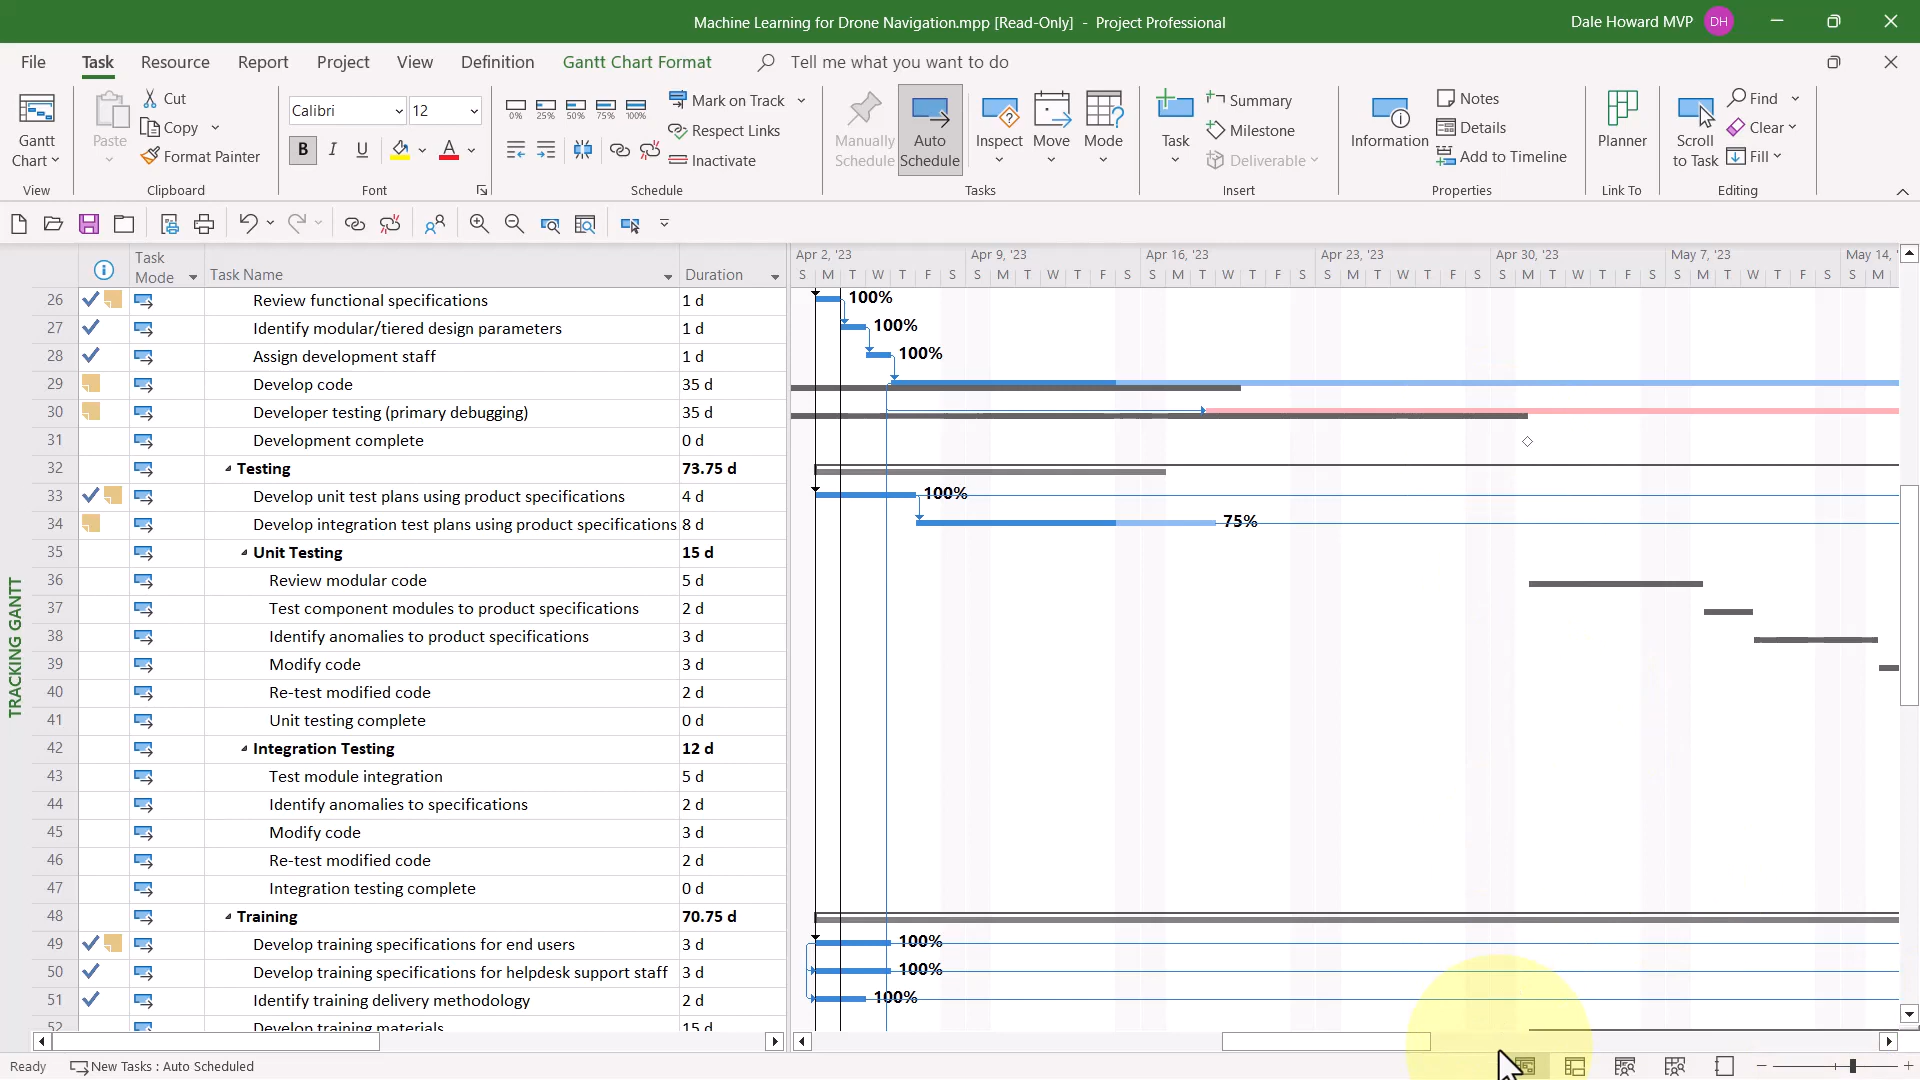 Machine Learning for Drone Navigation.mpp [Read-Only] - Project Professional
Dale Howard MVP DH
File Task Resource Report Project View Definition Gantt Chart Format Tell me what you want to do
Gantt Chart
View
Paste
Cut
Copy
Format Painter
Clipboard
Calibri 12
B I U A
Font
0% 25% 50% 75% 100%
Mark on Track
Respect Links
Inactivate
Schedule
Manually Schedule
Auto Schedule
Inspect
Move
Mode
Tasks
Task
Summary
Milestone
Deliverable
Insert
Information
Notes
Details
Add to Timeline
Properties
Planner
Link To
Scroll to Task
Find
Clear
Fill
Editing
Task Mode Task Name Duration
Apr 2, '23 Apr 9, '23 Apr 16, '23 Apr 23, '23 Apr 30, '23 May 7, '23 May 14, '
S M T W T F S S M T W T F S S M T W T F S S M T W T F S S M T W T F S S M T W T F S S M
26 Review functional specifications 1 d 100%
27 Identify modular/tiered design parameters 1 d 100%
28 Assign development staff 1 d 100%
29 Develop code 35 d
30 Developer testing (primary debugging) 35 d
31 Development complete 0 d
32 Testing 73.75 d
33 Develop unit test plans using product specifications 4 d 100%
34 Develop integration test plans using product specifications 8 d 75%
35 Unit Testing 15 d
36 Review modular code 5 d
37 Test component modules to product specifications 2 d
38 Identify anomalies to product specifications 3 d
39 Modify code 3 d
40 Re-test modified code 2 d
41 Unit testing complete 0 d
42 Integration Testing 12 d
43 Test module integration 5 d
44 Identify anomalies to specifications 2 d
45 Modify code 3 d
46 Re-test modified code 2 d
47 Integration testing complete 0 d
48 Training 70.75 d
49 Develop training specifications for end users 3 d 100%
50 Develop training specifications for helpdesk support staff 3 d 100%
51 Identify training delivery methodology 2 d 100%
52 Develop training materials 15 d
TRACKING GANTT
Ready New Tasks : Auto Scheduled